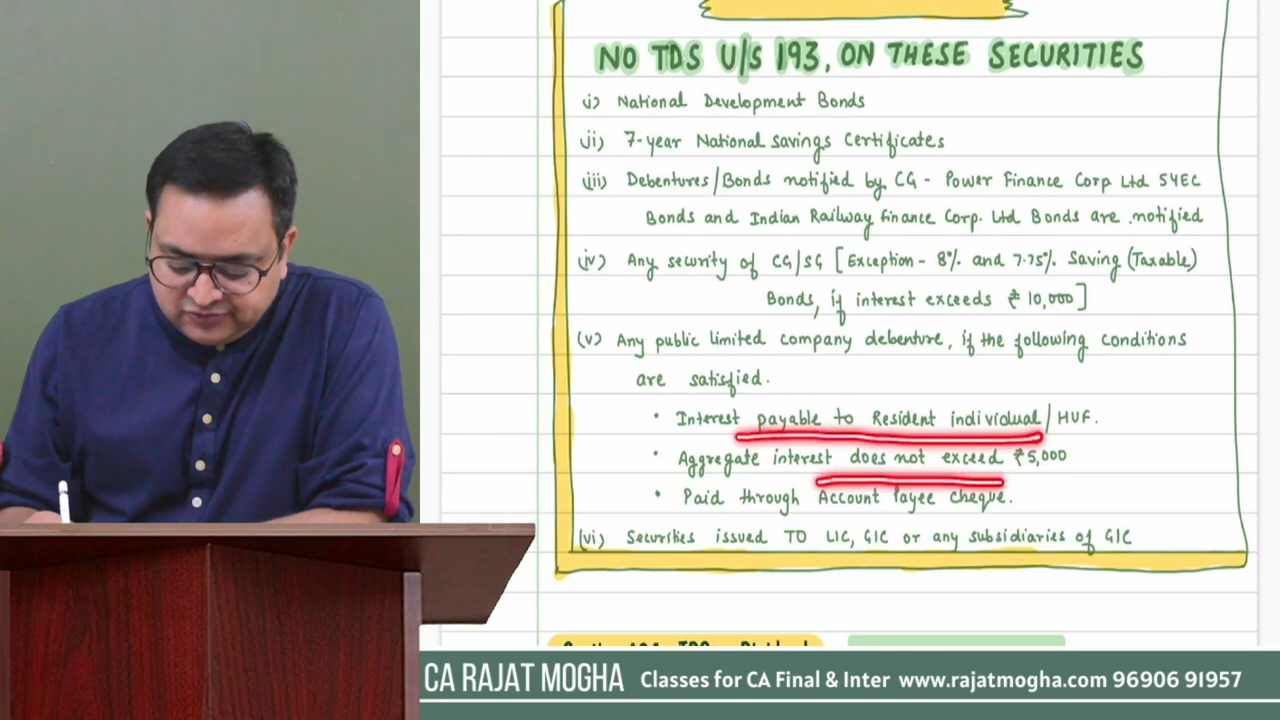 NO TDS U/S 193, ON THESE SECURITIES
(i) National Development Bonds
(ii) 7-year National Savings Certificates
(iii) Debentures/Bonds notified by CG - Power Finance Corp Ltd 54EC
Bonds and Indian Railway Finance Corp. Ltd Bonds are notified
(iv) Any security of CG/SG [Exception - 8% and 7.75% Saving (Taxable)
Bonds, if interest exceeds ₹ 10,000]
(v) Any public limited company debenture, if the following conditions
are satisfied.
• Interest payable to Resident individual/HUF.
• Aggregate interest does not exceed ₹5,000
• Paid through Account Payee cheque.
(vi) Securities issued TO LIC, GIC or any subsidiaries of GIC
CA RAJAT MOGHA Classes for CA Final & Inter www.rajatmogha.com 96906 91957